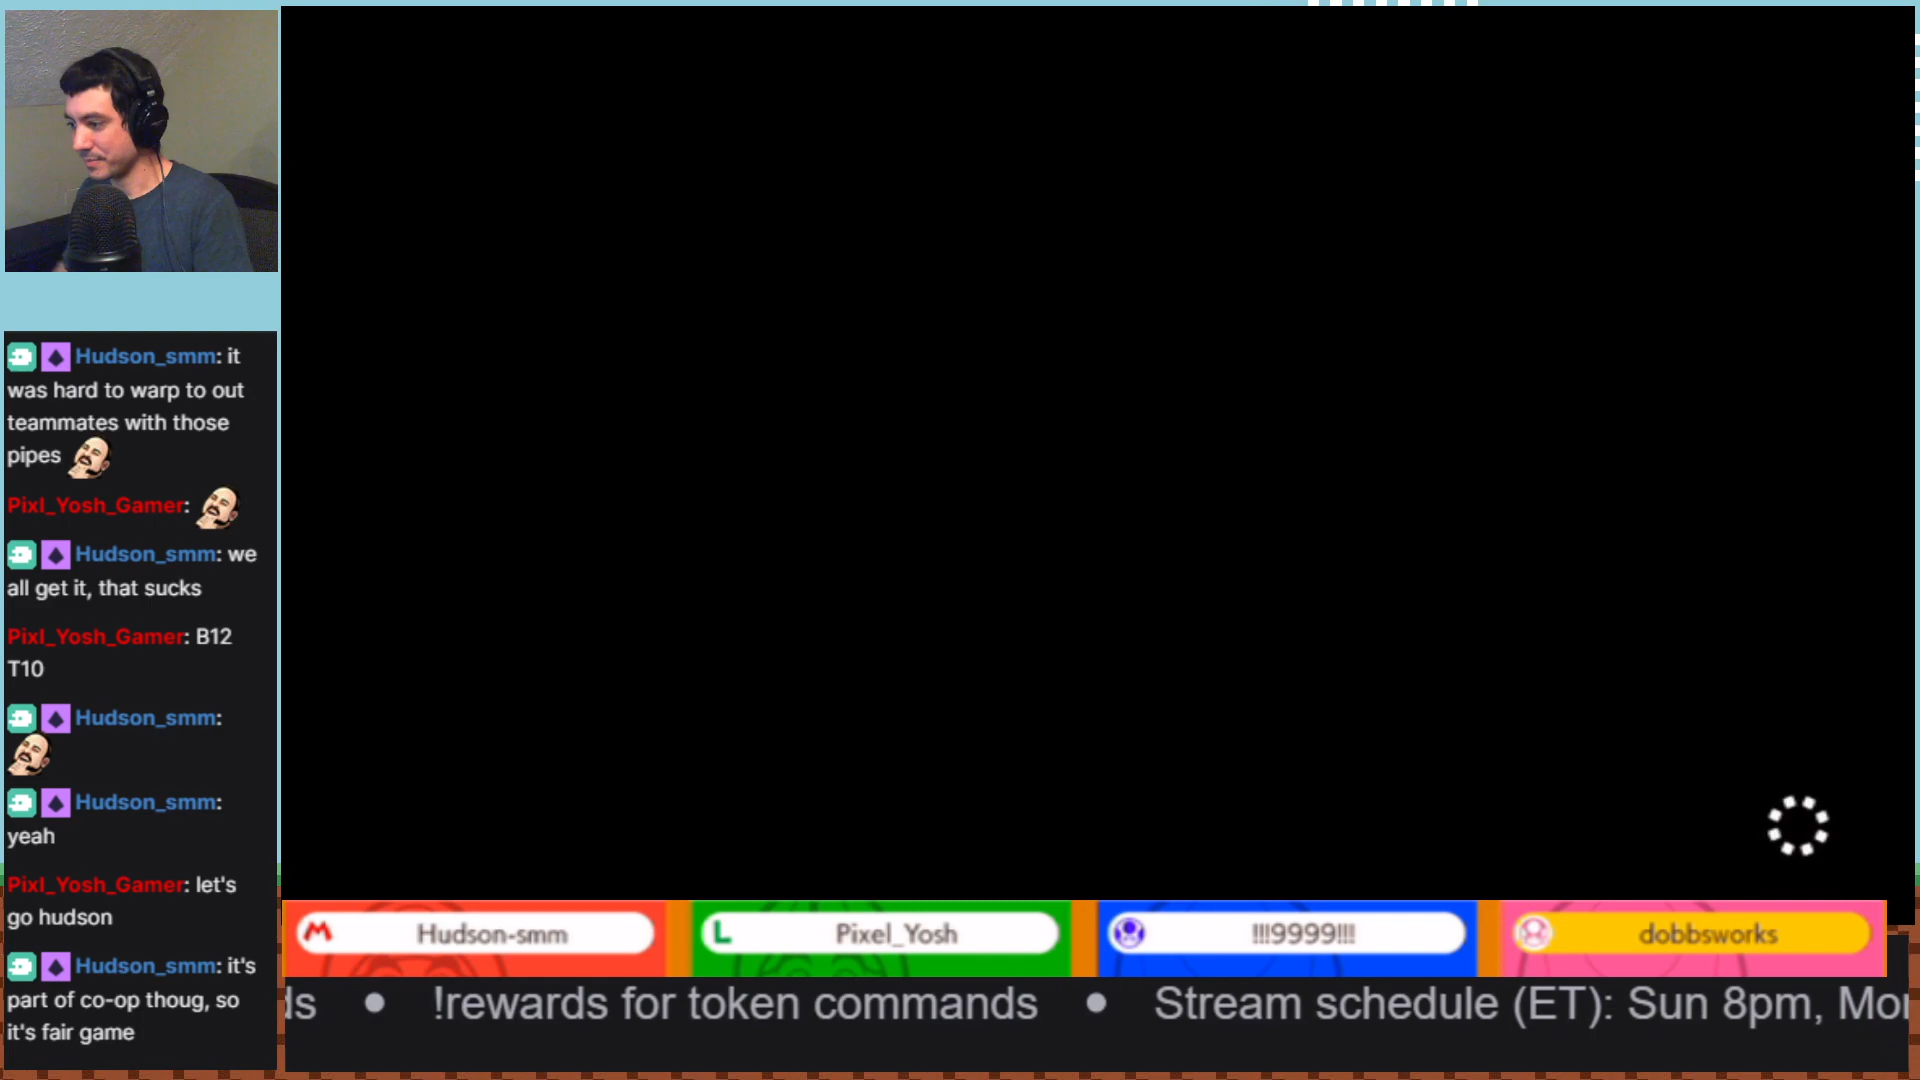 Hudson_smm: it
was hard to warp to out
teammates with those
pipes
Pixl_Yosh_Gamer:
Hudson_smm: we
all get it, that sucks
Pixl_Yosh_Gamer: B12
T10
Hudson_smm:
Hudson_smm:
yeah
Pixl_Yosh_Gamer: let's
go hudson
Hudson_smm: it's
part of co-op thoug, so
it's fair game
M Hudson-smm
L Pixel_Yosh
!!!9999!!!
dobbsworks
ds • !rewards for token commands • Stream schedule (ET): Sun 8pm, Mon